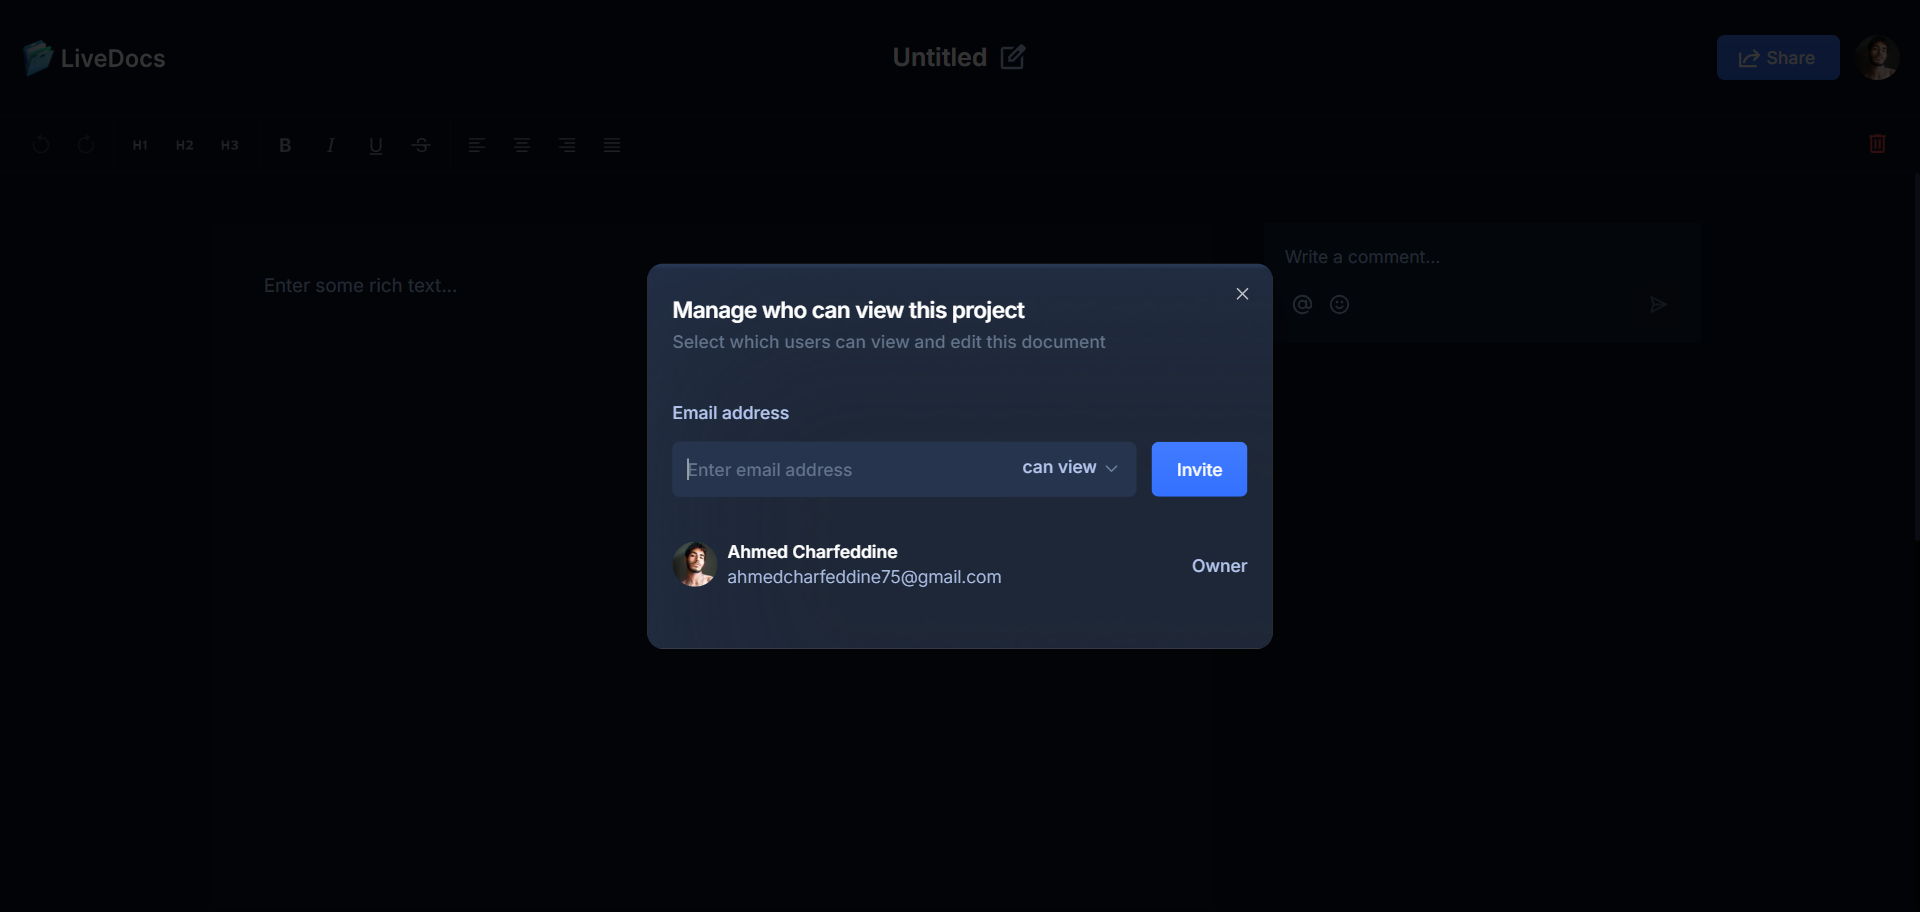 LiveDocs
Untitled
Share
H1 H2 H3 B I U S
Enter some rich text...
Write a comment...
Manage who can view this project
Select which users can view and edit this document
Email address
Enter email address
can view
Invite
Ahmed Charfeddine
ahmedcharfeddine75@gmail.com
Owner